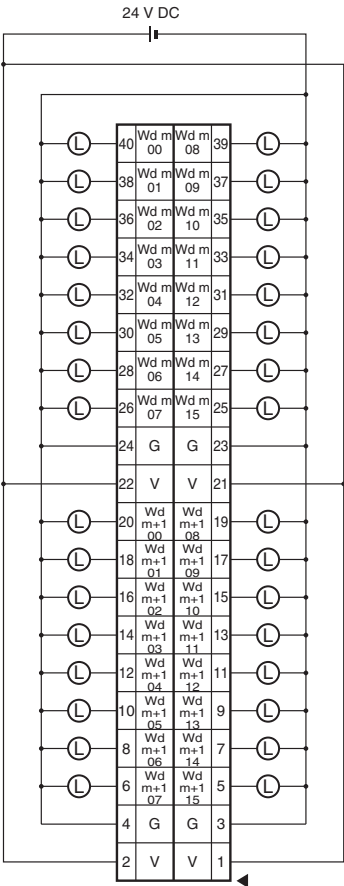 24 V DC
L 40 Wd m 00 Wd m 08 39 L
L 38 Wd m 01 Wd m 09 37 L
L 36 Wd m 02 Wd m 10 35 L
L 34 Wd m 03 Wd m 11 33 L
L 32 Wd m 04 Wd m 12 31 L
L 30 Wd m 05 Wd m 13 29 L
L 28 Wd m 06 Wd m 14 27 L
L 26 Wd m 07 Wd m 15 25 L
24 G G 23
22 V V 21
L 20 Wd m+1 00 Wd m+1 08 19 L
L 18 Wd m+1 01 Wd m+1 09 17 L
L 16 Wd m+1 02 Wd m+1 10 15 L
L 14 Wd m+1 03 Wd m+1 11 13 L
L 12 Wd m+1 04 Wd m+1 12 11 L
L 10 Wd m+1 05 Wd m+1 13 9 L
L 8 Wd m+1 06 Wd m+1 14 7 L
L 6 Wd m+1 07 Wd m+1 15 5 L
4 G G 3
2 V V 1